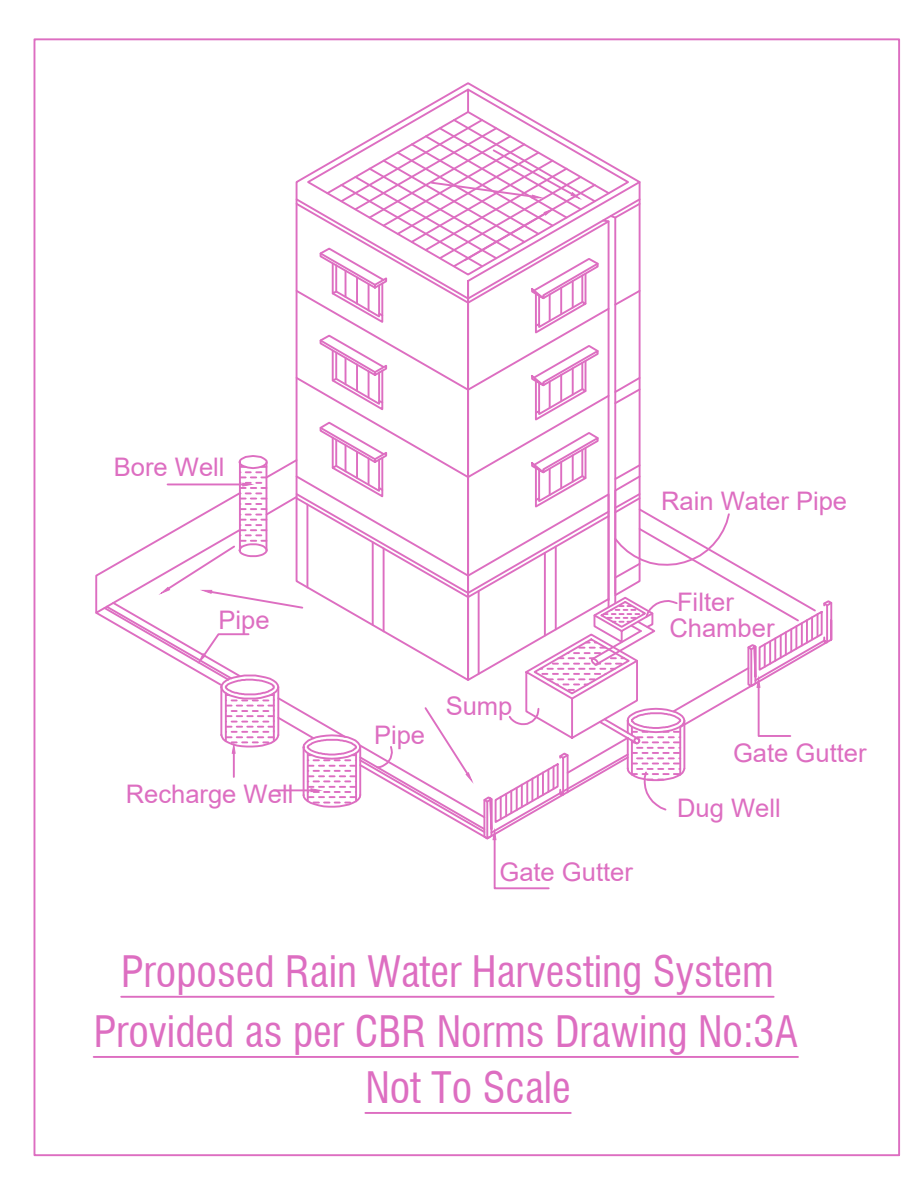 Bore Well
Rain Water Pipe
Filter
Chamber
Pipe
Sump
Pipe
Gate Gutter
Recharge Well
Dug Well
Gate Gutter
Proposed Rain Water Harvesting System
Provided as per CBR Norms Drawing No:3A
Not To Scale